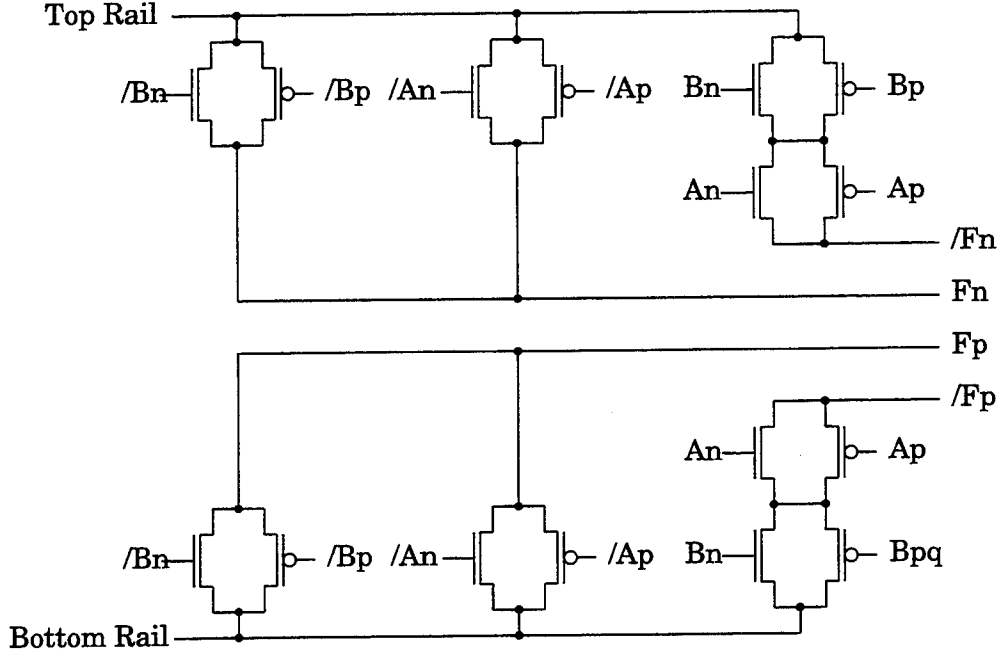 Top Rail
/Bn /Bp /An /Ap Bn Bp
An Ap
/Fn
Fn
Fp
/Fp
An Ap
/Bn /Bp /An /Ap Bn Bpq
Bottom Rail